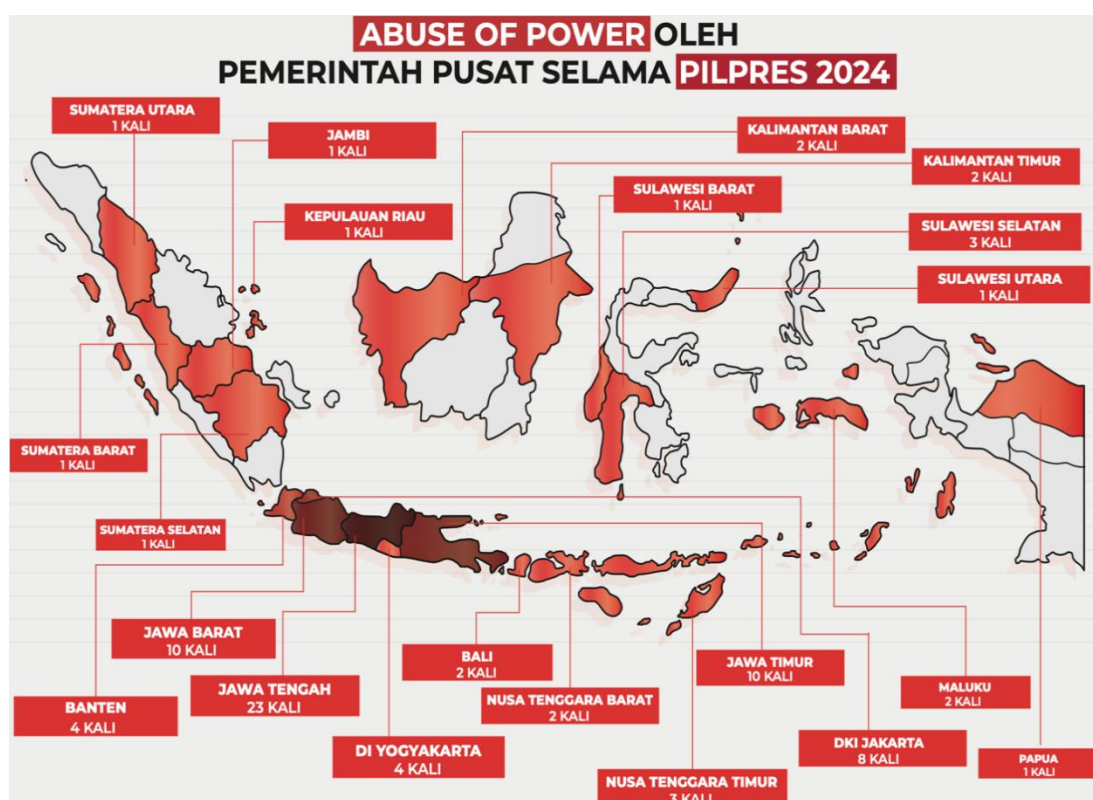 ABUSE OF POWER OLEH
PEMERINTAH PUSAT SELAMA PILPRES 2024
SUMATERA UTARA
1 KALI
JAMBI
1 KALI
KEPULAUAN RIAU
1 KALI
KALIMANTAN BARAT
2 KALI
KALIMANTAN TIMUR
2 KALI
SULAWESI BARAT
1 KALI
SULAWESI SELATAN
3 KALI
SULAWESI UTARA
1 KALI
SUMATERA BARAT
1 KALI
SUMATERA SELATAN
1 KALI
JAWA BARAT
10 KALI
BANTEN
4 KALI
JAWA TENGAH
23 KALI
DI YOGYAKARTA
4 KALI
BALI
2 KALI
NUSA TENGGARA BARAT
2 KALI
NUSA TENGGARA TIMUR
3 KALI
JAWA TIMUR
10 KALI
DKI JAKARTA
8 KALI
MALUKU
2 KALI
PAPUA
1 KALI